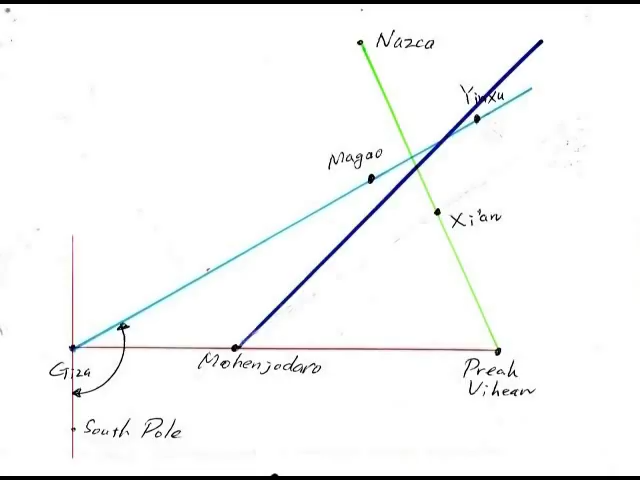 Nazca
Yinxu
Magao
Xi'an
Giza
Mohenjodaro
Preah
Vihear
South Pole